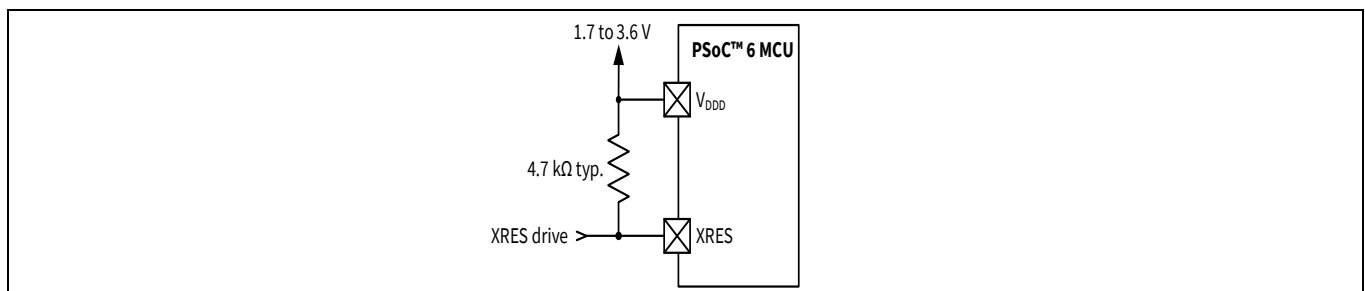 1.7 to 3.6 V
PSoC™ 6 MCU
VDDD
4.7 kΩ typ.
XRES drive
XRES